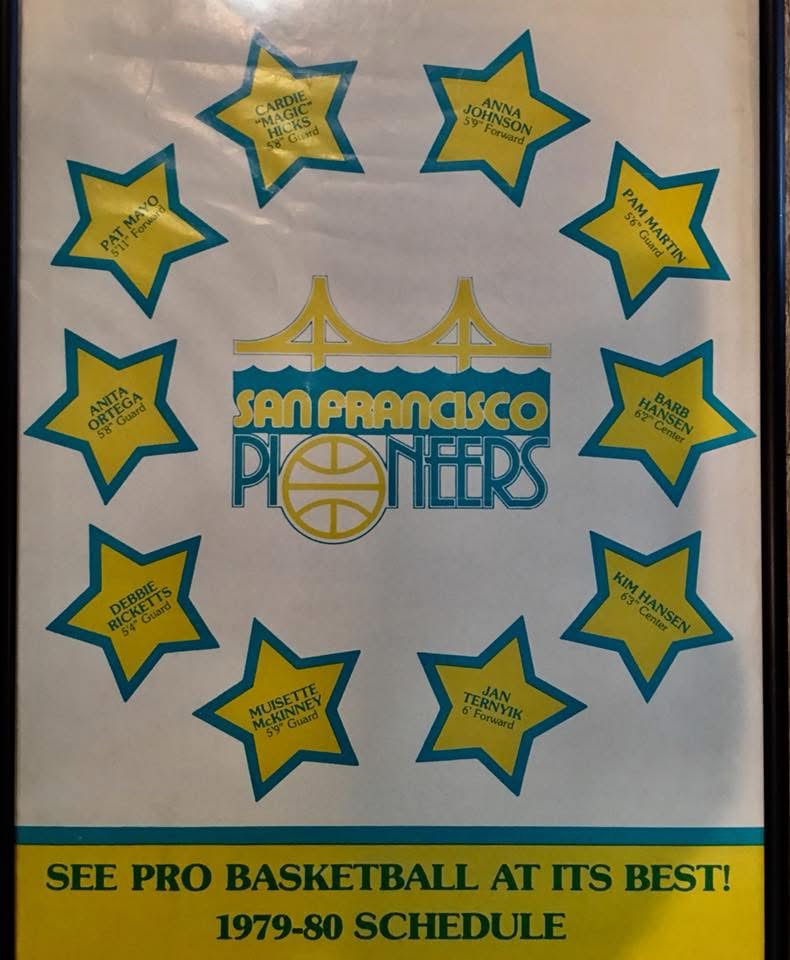 CARDIE
"MAGIC"
HICKS
5'8" Guard
ANNA
JOHNSON
5'9" Forward
PAT MAYO
5'11" Forward
PAM MARTIN
5'6" Guard
ANITA
ORTEGA
5'8" Guard
BARB
HANSEN
6'2" Center
SAN FRANCISCO
PIONEERS
DEBBIE
RICKETTS
5'4" Guard
KIM HANSEN
6'3" Center
MUISETTE
McKINNEY
5'9" Guard
JAN
TERNYIK
6' Forward
SEE PRO BASKETBALL AT ITS BEST!
1979-80 SCHEDULE